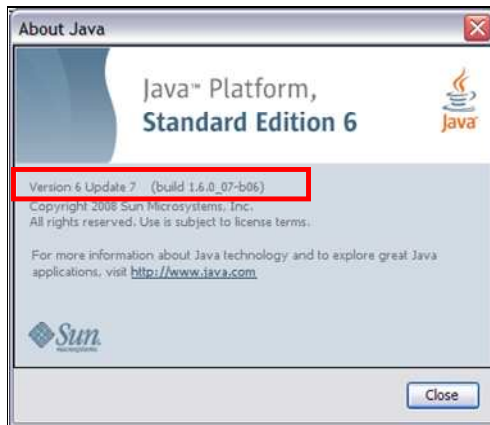 About Java
Java™ Platform,
Standard Edition 6
Java™
Version 6 Update 7 (build 1.6.0_07-b06)
Copyright 2008 Sun Microsystems, Inc.
All rights reserved. Use is subject to license terms.
For more information about Java technology and to explore great Java
applications, visit http://www.java.com
Sun
microsystems
Close